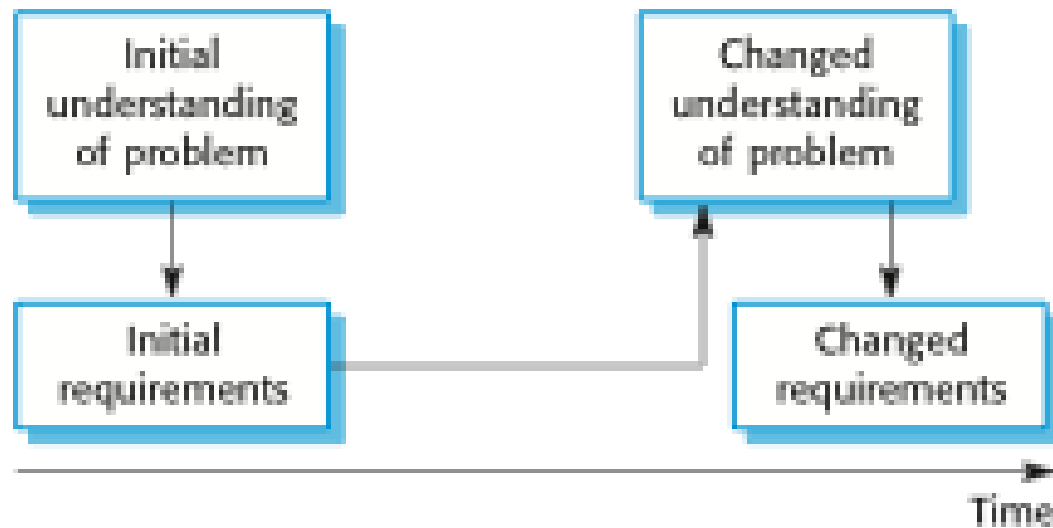 Initial
understanding
of problem
Changed
understanding
of problem
Initial
requirements
Changed
requirements
Time